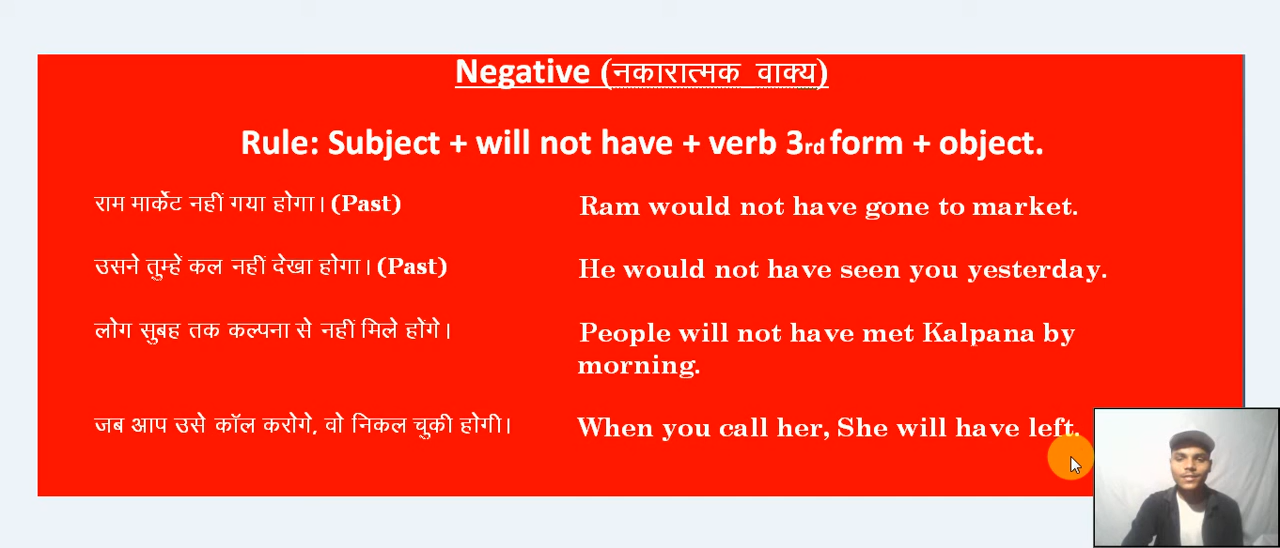 Negative (नकारात्मक वाक्य)
Rule: Subject + will not have + verb 3rd form + object.
राम मार्केट नहीं गया होगा। (Past)
Ram would not have gone to market.
उसने तुम्हें कल नहीं देखा होगा। (Past)
He would not have seen you yesterday.
लोग सुबह तक कल्पना से नहीं मिले होंगे।
People will not have met Kalpana by
morning.
जब आप उसे कॉल करोगे, वो निकल चुकी होगी।
When you call her, She will have left.